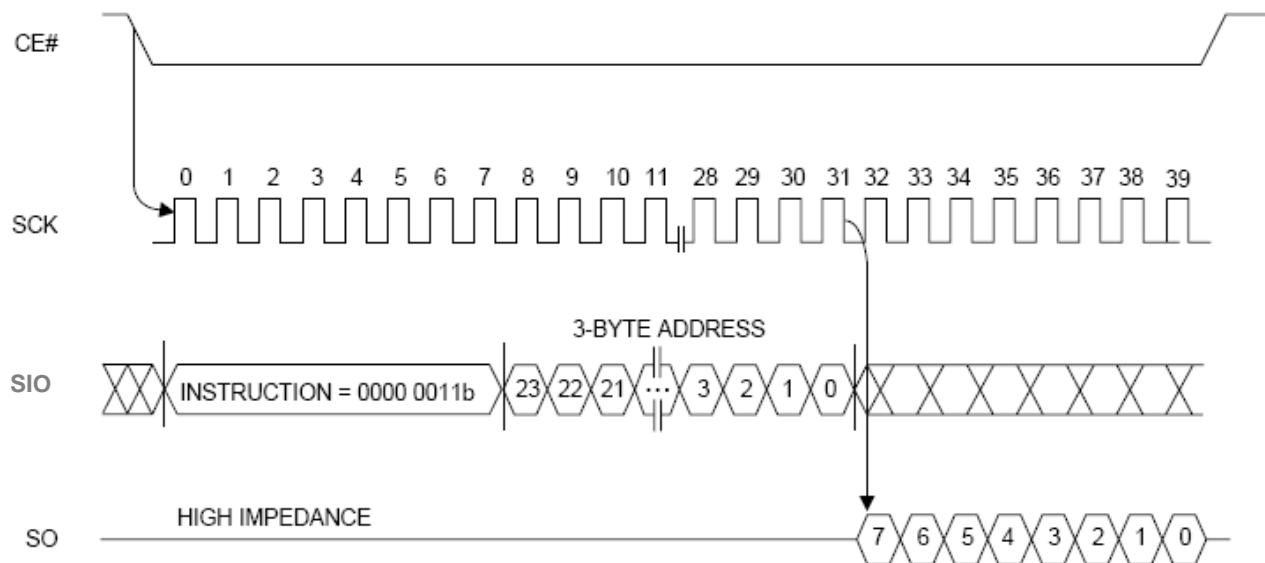 CE#
0 1 2 3 4 5 6 7 8 9 10 11 28 29 30 31 32 33 34 35 36 37 38 39
SCK
3-BYTE ADDRESS
SIO INSTRUCTION = 0000 0011b 23 22 21 ... 3 2 1 0
HIGH IMPEDANCE
SO 7 6 5 4 3 2 1 0